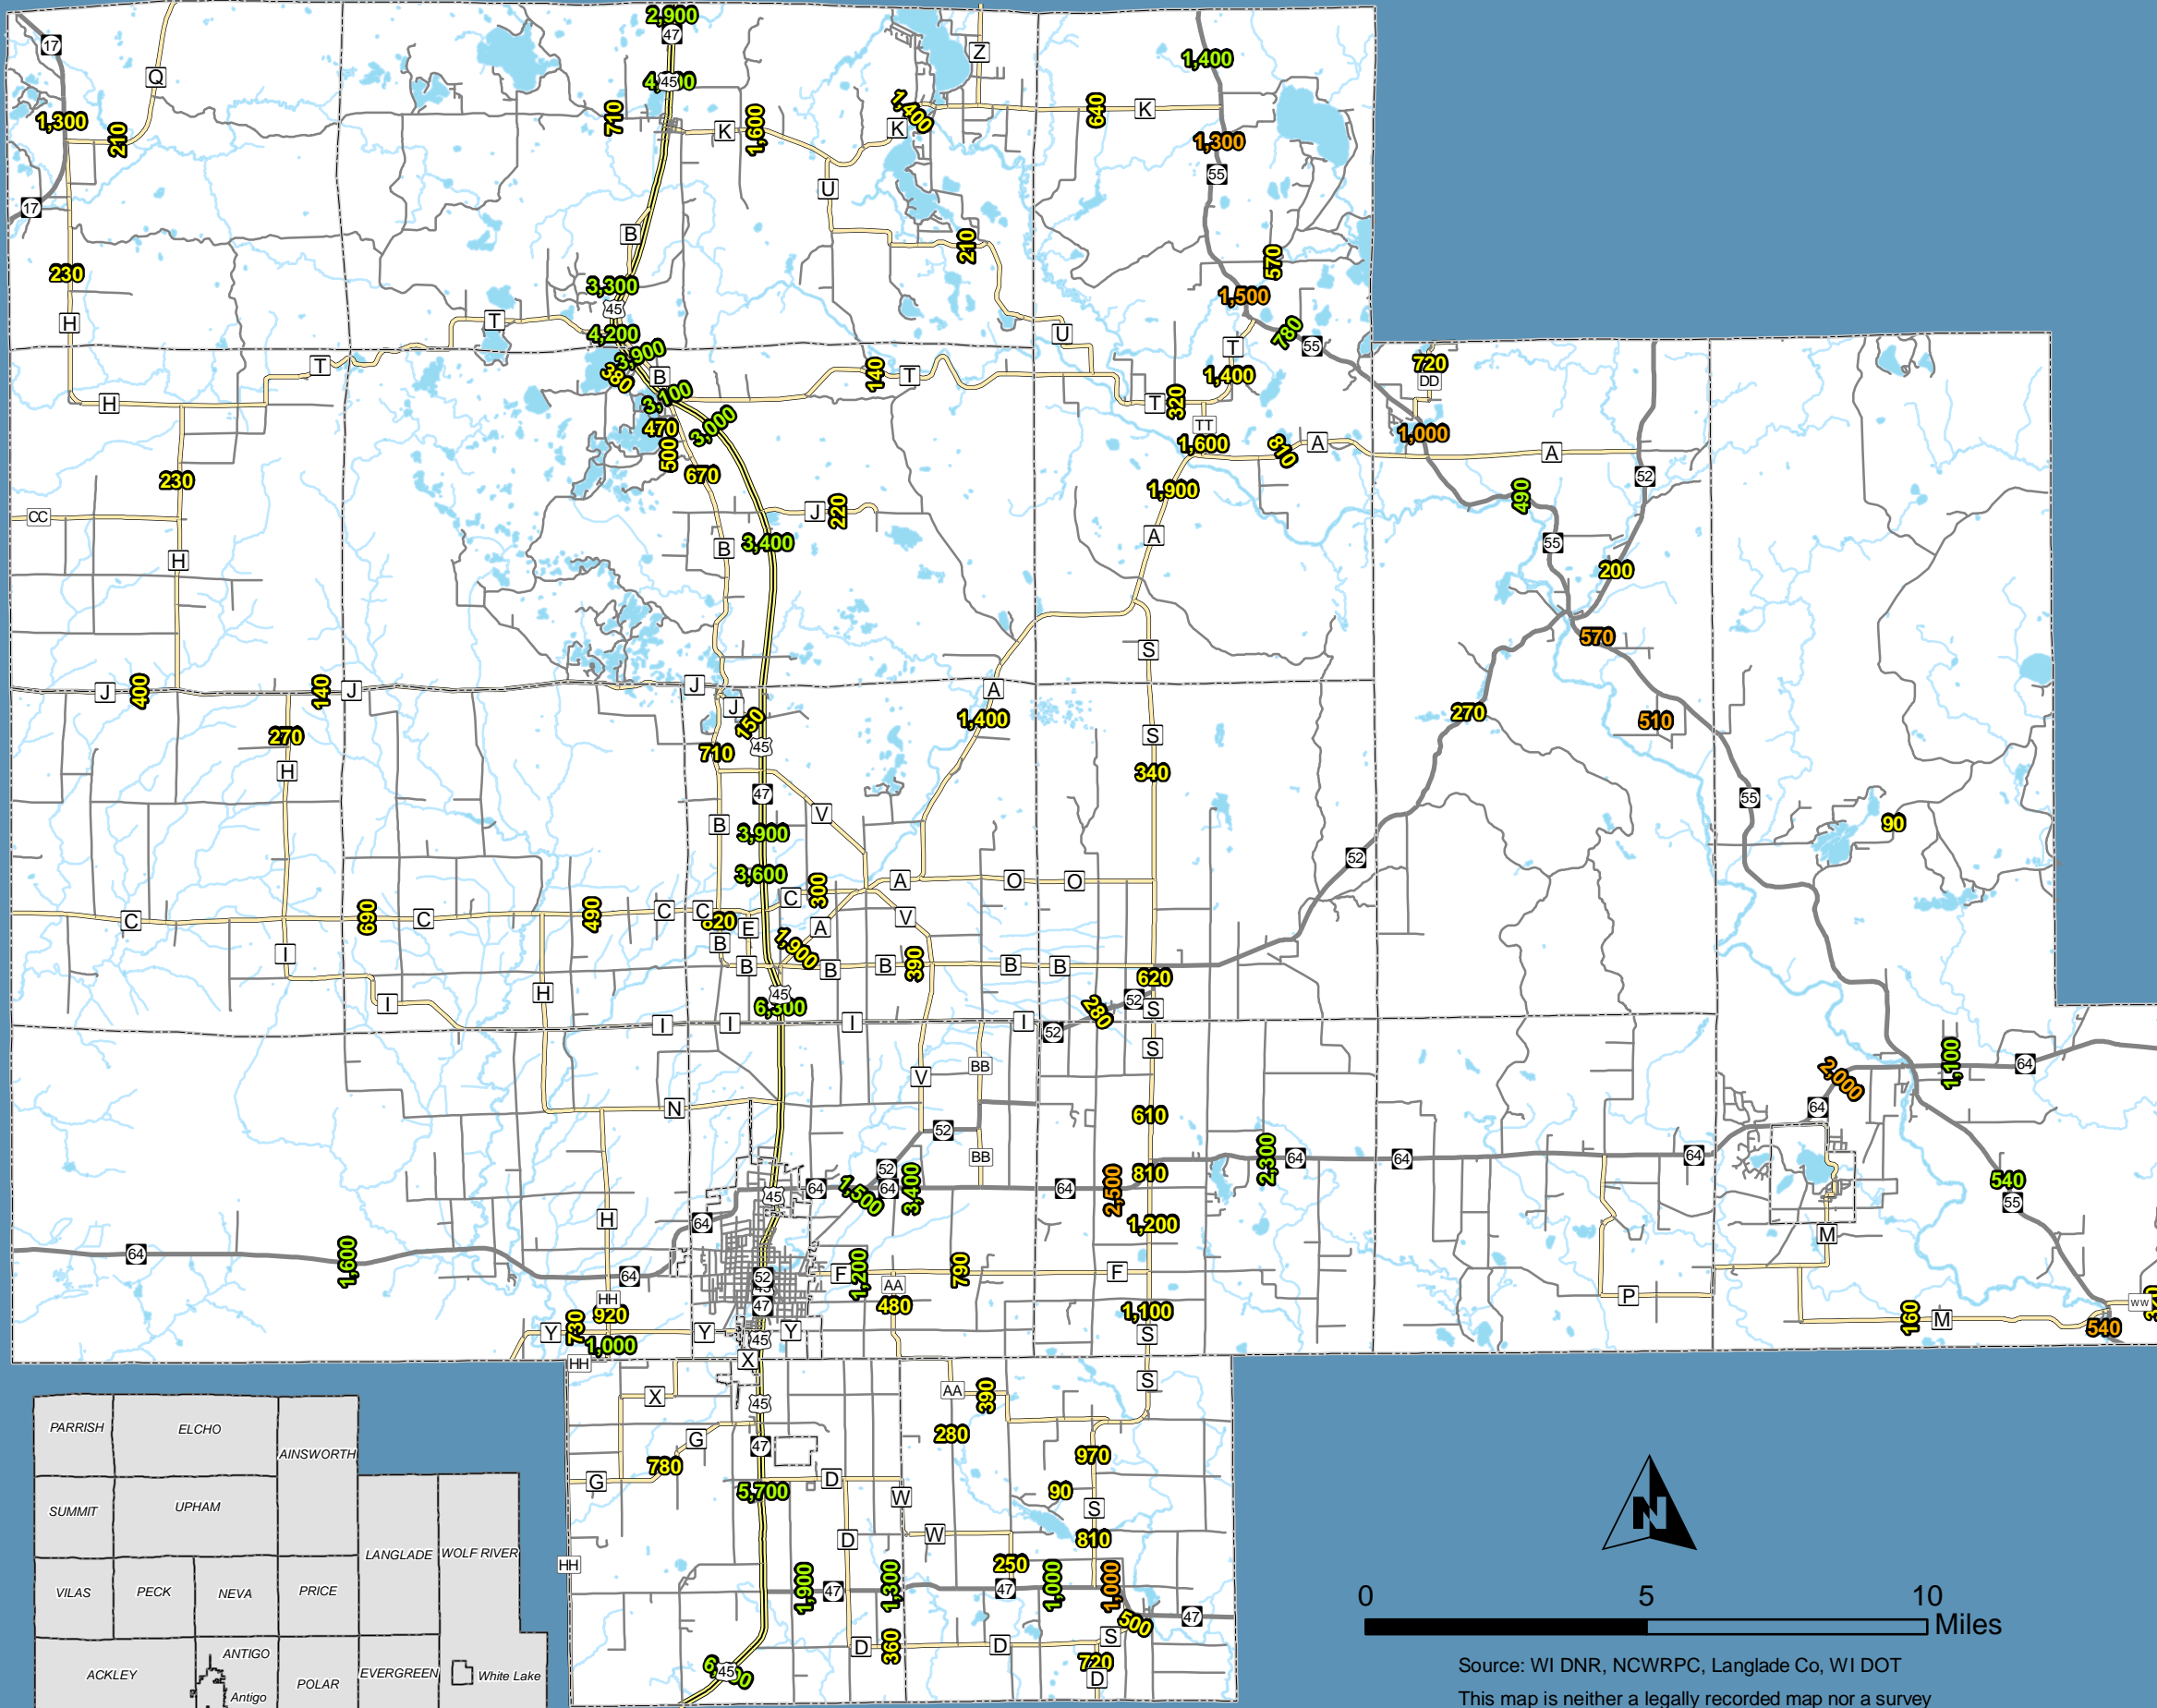 2,900
47
17
Q
45
Z
1,400
1,300
210
710
K
1,600
K
1,400
640
K
1,300
55
17
U
B
210
570
230
3,300
45
1,500
H
T
4,200
U
780
55
3,900
T
380
B
140
T
T
1,400
720
DD
H
3,100
T
320
470
3,000
TT
1,000
500
1,600
810
A
A
230
670
1,900
52
CC
J
220
490
B
3,400
A
55
H
200
S
570
J
400
140
J
J
A
J
150
1,400
270
510
270
710
45
S
H
340
47
V
55
B
3,900
90
52
3,600
A
O
O
C
300
C
690
C
490
C
C
820
V
E
A
B
1,900
I
B
B
B
390
B
B
620
H
45
52
I
280
S
6,300
I
I
I
I
52
S
BB
V
1,100
64
2,000
N
64
610
52
BB
2,300
64
64
64
52
810
45
64
1,500
64
3,400
64
2,500
540
55
H
64
1,200
M
64
1,600
64
F
1,200
790
F
52
AA
HH
P
920
47
480
1,100
160
M
WW
Y
730
Y
45
Y
S
540
1,000
HH
X
S
X
AA
390
45
G
47
280
970
780
G
D
5,700
W
90
S
D
W
810
HH
250
1,900
47
1,300
47
1,000
1,000
47
500
D
360
D
S
45
720
D
PARRISH
ELCHO
AINSWORTH
SUMMIT
UPHAM
LANGLADE
WOLF RIVER
VILAS
PECK
NEVA
PRICE
ANTIGO
ACKLEY
POLAR
EVERGREEN
White Lake
Antigo
N
0 5 10
Miles
Source: WI DNR, NCWRPC, Langlade Co, WI DOT
This map is neither a legally recorded map nor a survey